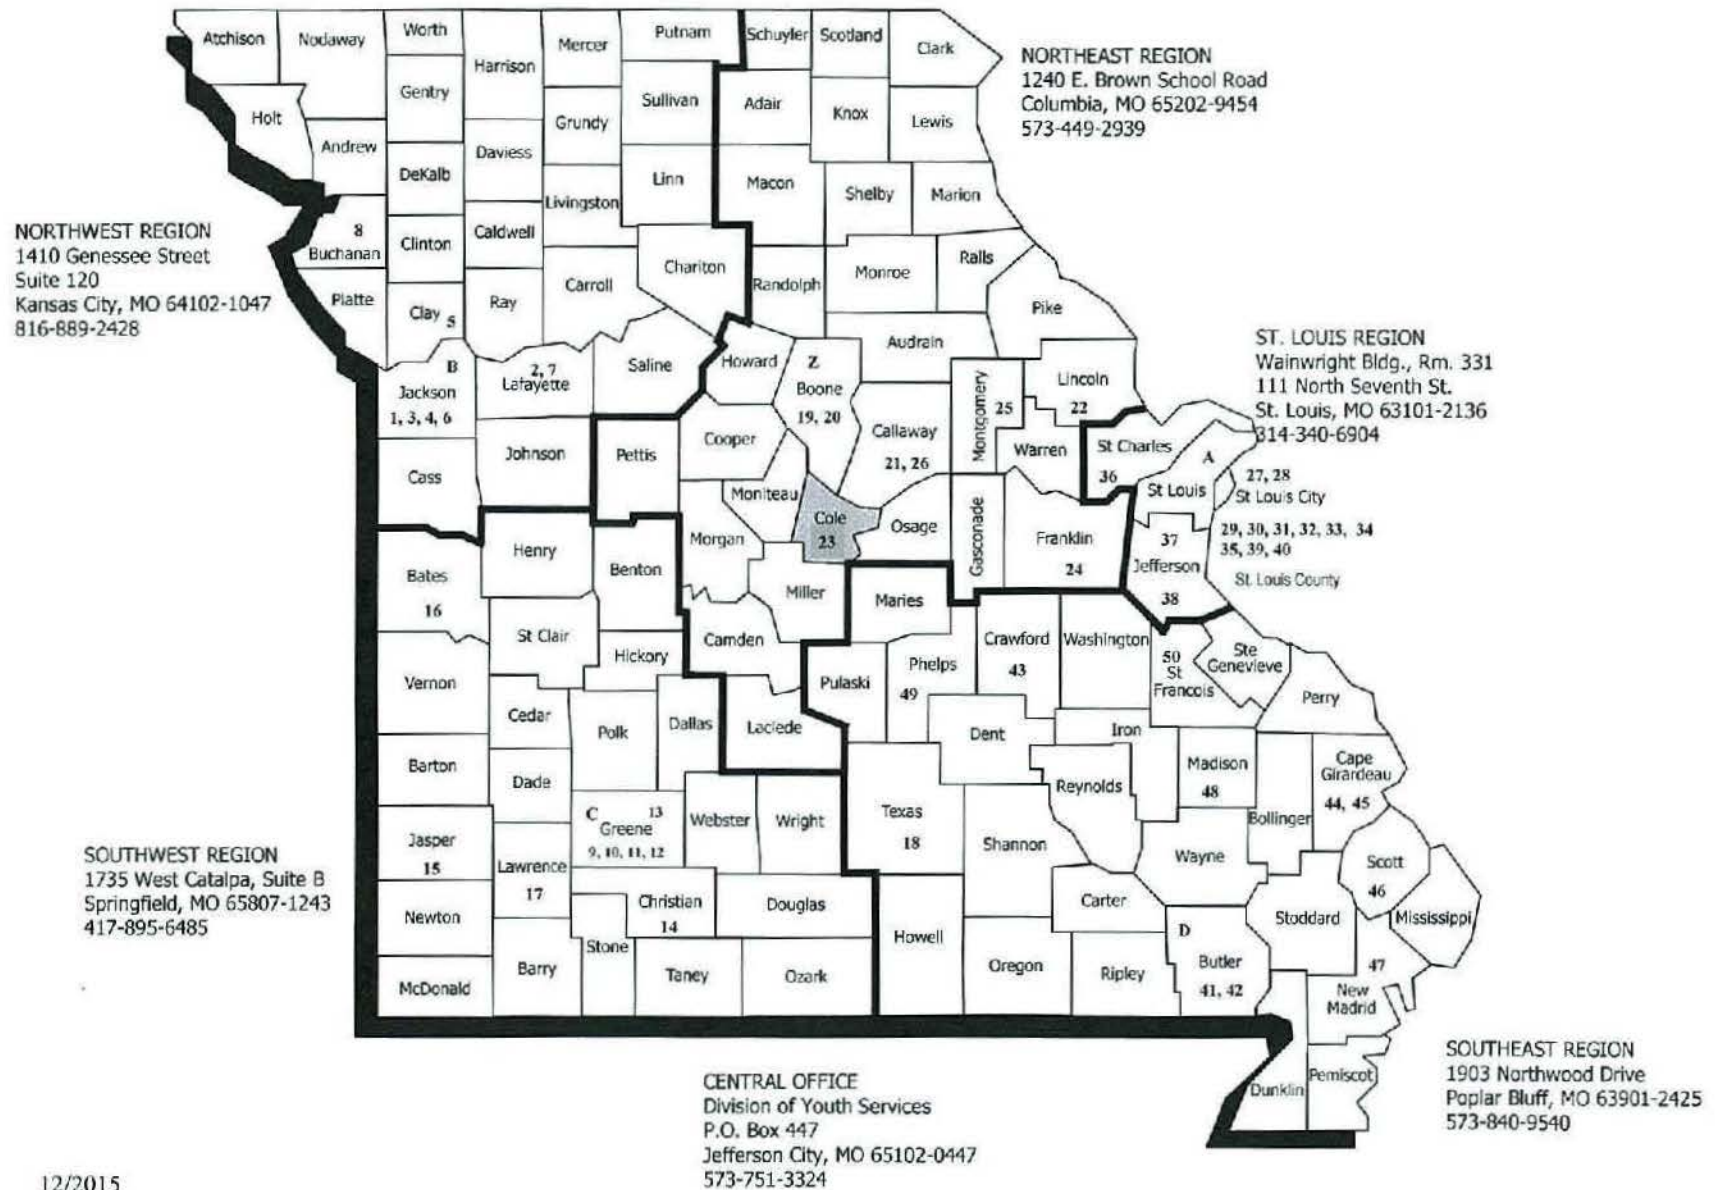 Atchison
Nodaway
Worth
Harrison
Mercer
Putnam
Schuyler
Scotland
Clark
Gentry
Sullivan
Adair
Knox
Lewis
Holt
Andrew
DeKalb
Daviess
Grundy
Linn
Macon
Shelby
Marion
Livingston
NORTHEAST REGION
1240 E. Brown School Road
Columbia, MO 65202-9454
573-449-2939
NORTHWEST REGION
1410 Genessee Street
Suite 120
Kansas City, MO 64102-1047
816-889-2428
8
Buchanan
Clinton
Caldwell
Chariton
Randolph
Monroe
Ralls
Platte
Clay 5
Ray
Carroll
Pike
Audrain
B
Jackson
1, 3, 4, 6
2, 7
Lafayette
Saline
Howard
Z
Boone
19, 20
Callaway
21, 26
Montgomery
25
Lincoln
22
Warren
ST. LOUIS REGION
Wainwright Bldg., Rm. 331
111 North Seventh St.
St. Louis, MO 63101-2136
314-340-6904
St Charles
36
A
St Louis
27, 28
St Louis City
29, 30, 31, 32, 33, 34
35, 39, 40
St. Louis County
Cass
Johnson
Pettis
Cooper
Moniteau
Morgan
Cole
23
Osage
Gasconade
Franklin
24
37
Jefferson
38
Bates
16
Henry
Benton
Miller
Maries
St Clair
Hickory
Camden
Pulaski
Phelps
49
Crawford
43
Washington
50
St
Francois
Ste
Genevieve
Perry
Vernon
Cedar
Polk
Dallas
Laclede
Dent
Iron
Reynolds
Madison
48
Bollinger
Cape
Girardeau
44, 45
Barton
Dade
C
13
Greene
9, 10, 11, 12
Webster
Wright
Texas
18
Shannon
Wayne
Scott
46
Jasper
15
Lawrence
17
Christian
14
Douglas
Howell
Carter
Stoddard
Mississippi
SOUTHWEST REGION
1735 West Catalpa, Suite B
Springfield, MO 65807-1243
417-895-6485
Newton
McDonald
Barry
Stone
Taney
Ozark
Oregon
Ripley
D
Butler
41, 42
47
New
Madrid
Dunklin
Pemiscot
SOUTHEAST REGION
1903 Northwood Drive
Poplar Bluff, MO 63901-2425
573-840-9540
CENTRAL OFFICE
Division of Youth Services
P.O. Box 447
Jefferson City, MO 65102-0447
573-751-3324
12/2015